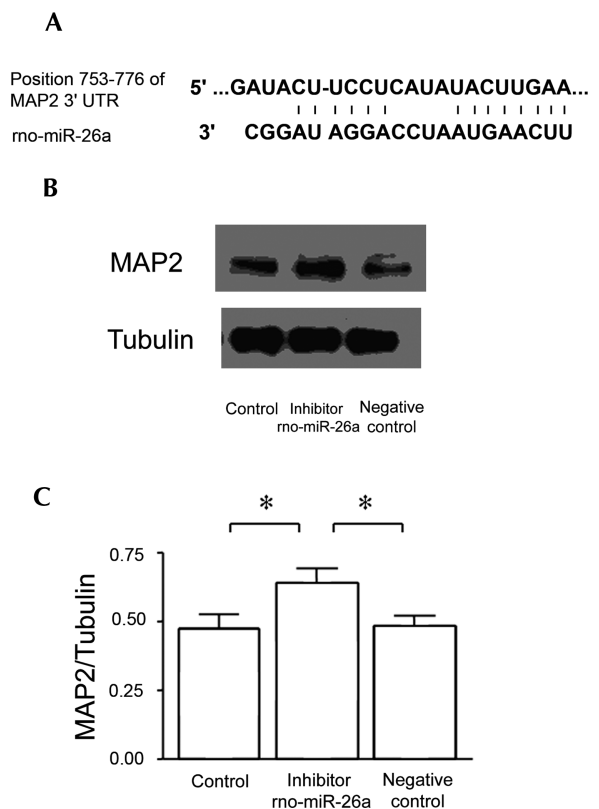 A
Position 753-776 of
MAP2 3' UTR
5' ...GAUACU-UCCUCAUAUACUUGAA...
rno-miR-26a
3' CGGAU AGGACCUAAUGAACUU
B
MAP2
Tubulin
Control
Inhibitor
rno-miR-26a
Negative
control
C
* *
MAP2/Tubulin
0.75
0.50
0.25
0.00
Control
Inhibitor
rno-miR-26a
Negative
control